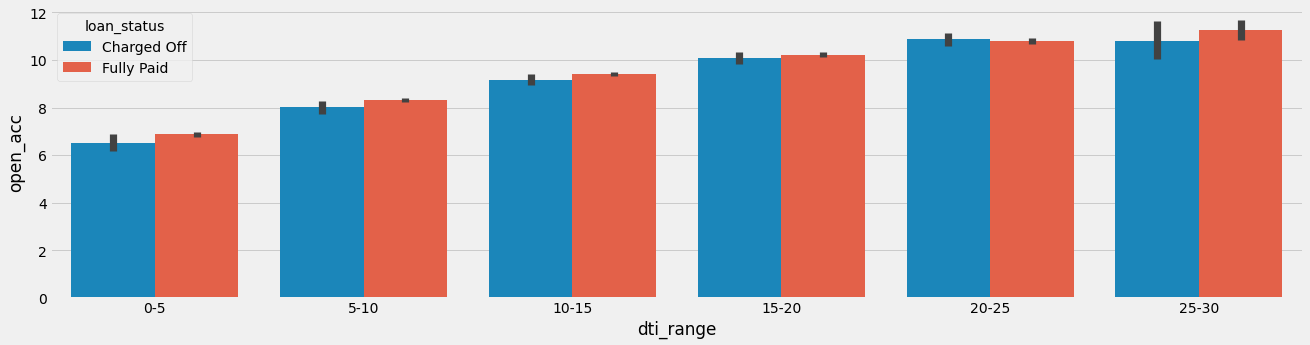 loan_status
Charged Off
Fully Paid
12
10
8
6
4
2
0
open_acc
0-5
5-10
10-15
15-20
20-25
25-30
dti_range